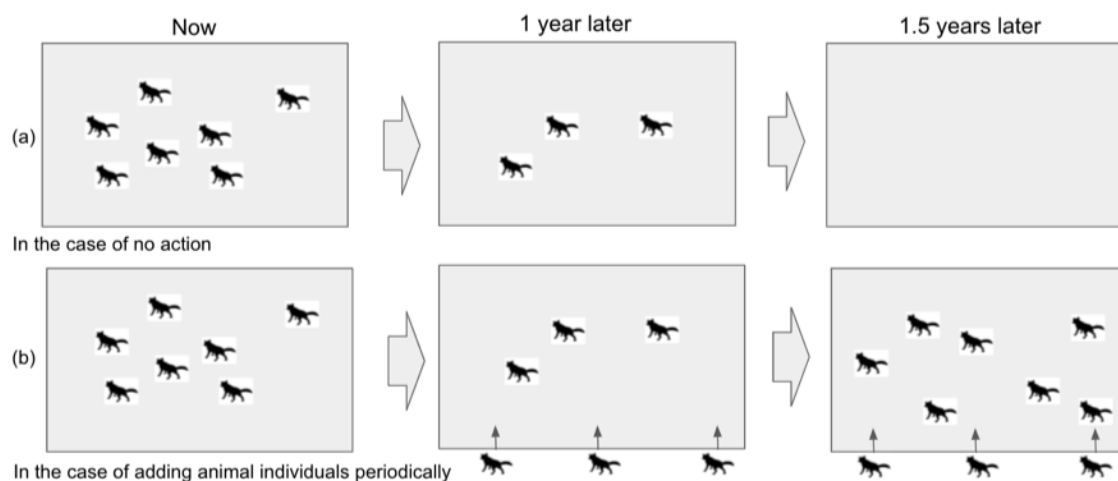 Now
1 year later
1.5 years later
(a)
In the case of no action
(b)
In the case of adding animal individuals periodically